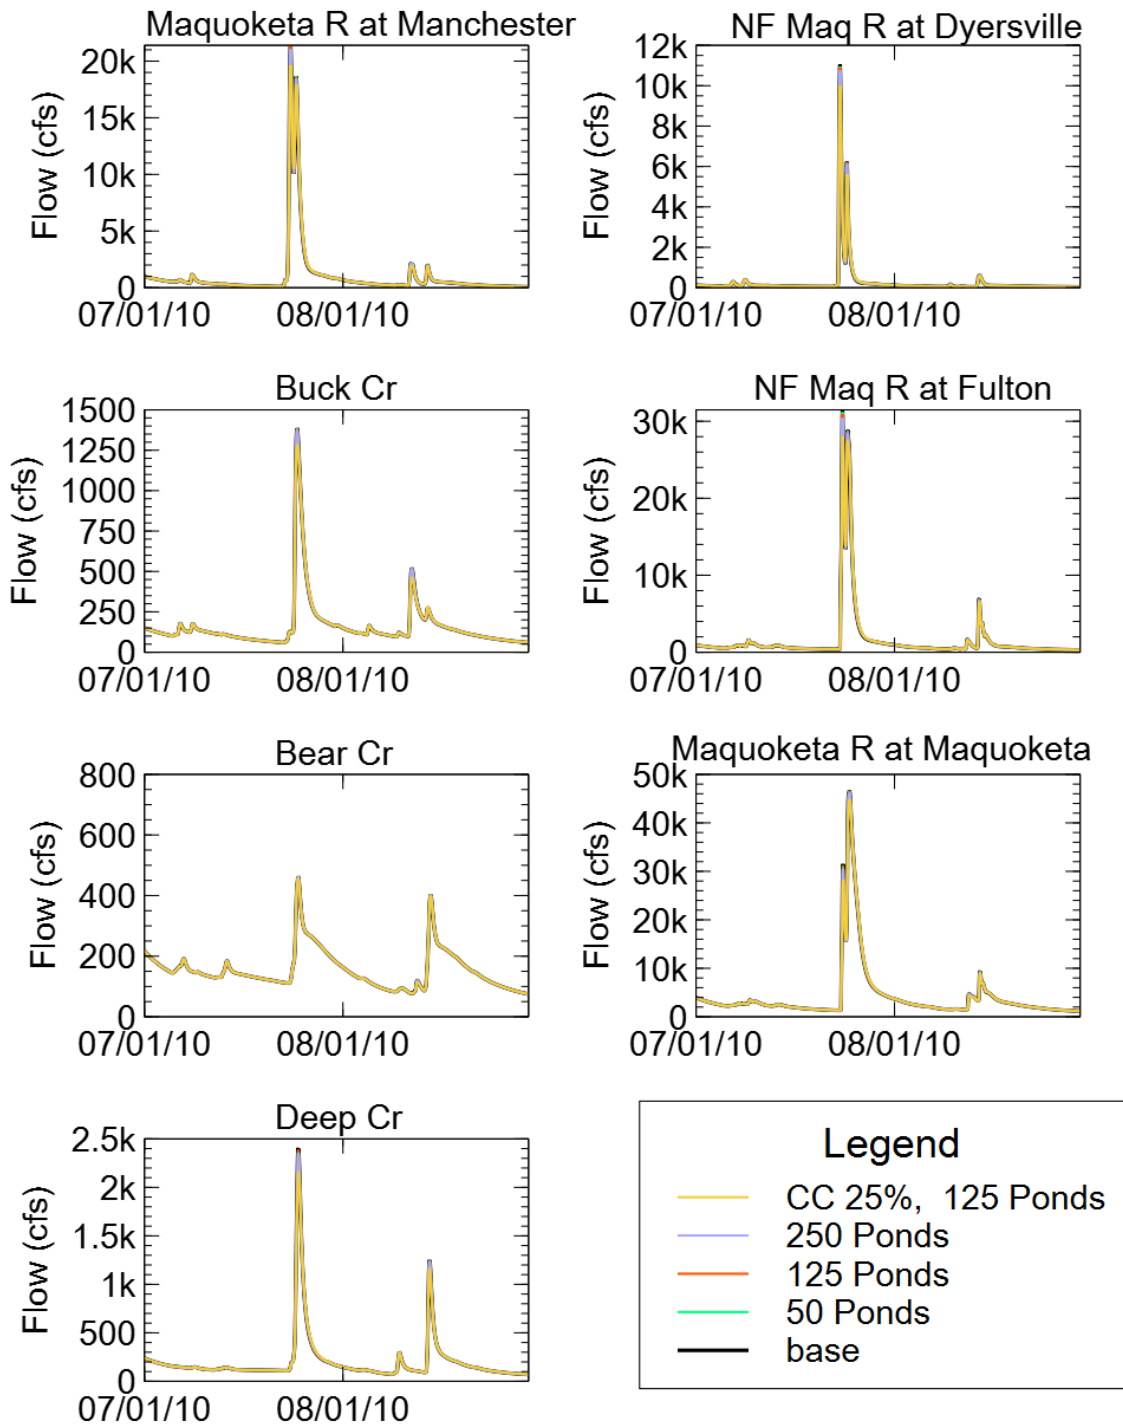 Maquoketa R at Manchester
20k
15k
10k
5k
0
Flow (cfs)
07/01/10 08/01/10
NF Maq R at Dyersville
12k
10k
8k
6k
4k
2k
0
Flow (cfs)
07/01/10 08/01/10
Buck Cr
1500
1250
1000
750
500
250
0
Flow (cfs)
07/01/10 08/01/10
NF Maq R at Fulton
30k
20k
10k
0
Flow (cfs)
07/01/10 08/01/10
Bear Cr
800
600
400
200
0
Flow (cfs)
07/01/10 08/01/10
Maquoketa R at Maquoketa
50k
40k
30k
20k
10k
0
Flow (cfs)
07/01/10 08/01/10
Deep Cr
2.5k
2k
1.5k
1k
500
0
Flow (cfs)
07/01/10 08/01/10
Legend
CC 25%, 125 Ponds
250 Ponds
125 Ponds
50 Ponds
base